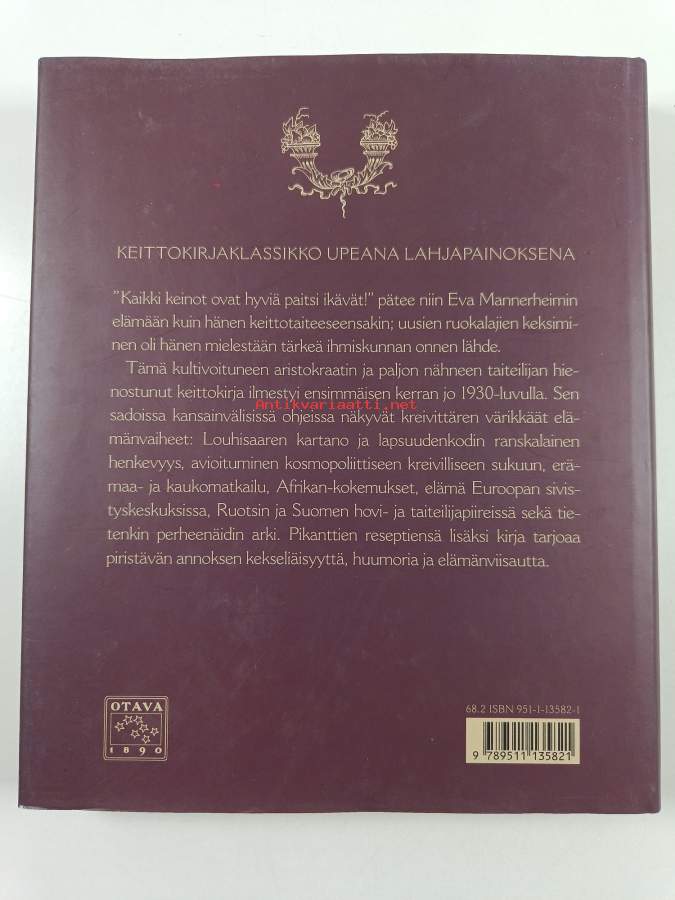 KEITTOKIRJAKLASSIKKO UPEANA LAHJAPAINOKSENA
"Kaikki keinot ovat hyviä paitsi ikävät!" pätee niin Eva Mannerheimin
elämään kuin hänen keittotaiteeseensakin; uusien ruokalajien keksimi-
nen oli hänen mielestään tärkeä ihmiskunnan onnen lähde.
Tämä kultivoituneen aristokraatin ja paljon nähneen taiteilijan hie-
nostunut keittokirja ilmestyi ensimmäisen kerran jo 1930-luvulla. Sen
Antikvariaatti.net
sadoissa kansainvälisissä ohjeissa näkyvät kreivittären värikkäät elä-
mänvaiheet: Louhisaaren kartano ja lapsuudenkodin ranskalainen
henkevyys, avioituminen kosmopoliittiseen kreivilliseen sukuun, erä-
maa- ja kaukomatkailu, Afrikan-kokemukset, elämä Euroopan sivis-
tyskeskuksissa, Ruotsin ja Suomen hovi- ja taiteilijapiireissä sekä tie-
tenkin perheenäidin arki. Pikanttien reseptiensä lisäksi kirja tarjoaa
piristävän annoksen kekseliäisyyttä, huumoria ja elämänviisautta.
OTAVA
1890
68.2 ISBN 951-1-13582-1
9 789511 135821